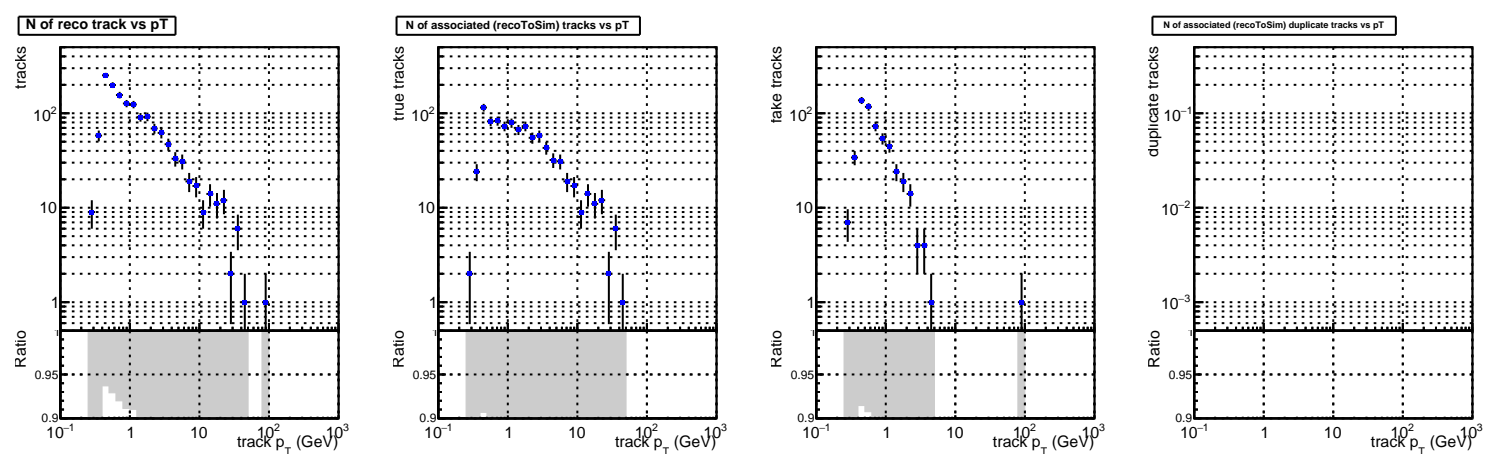 N of reco track vs pT
tracks
10²
10
1
Ratio
1
0.95
0.9
10⁻¹ 1 10 10² 10³
track p_T (GeV)
N of associated (recoToSim) tracks vs pT
true tracks
10²
10
1
Ratio
1
0.95
0.9
10⁻¹ 1 10 10² 10³
track p_T (GeV)
fake tracks
10²
10
1
Ratio
1
0.95
0.9
10⁻¹ 1 10 10² 10³
track p_T (GeV)
N of associated (recoToSim) duplicate tracks vs pT
duplicate tracks
10⁻¹
10⁻²
10⁻³
Ratio
1
0.95
0.9
10⁻¹ 1 10 10² 10³
track p_T (GeV)